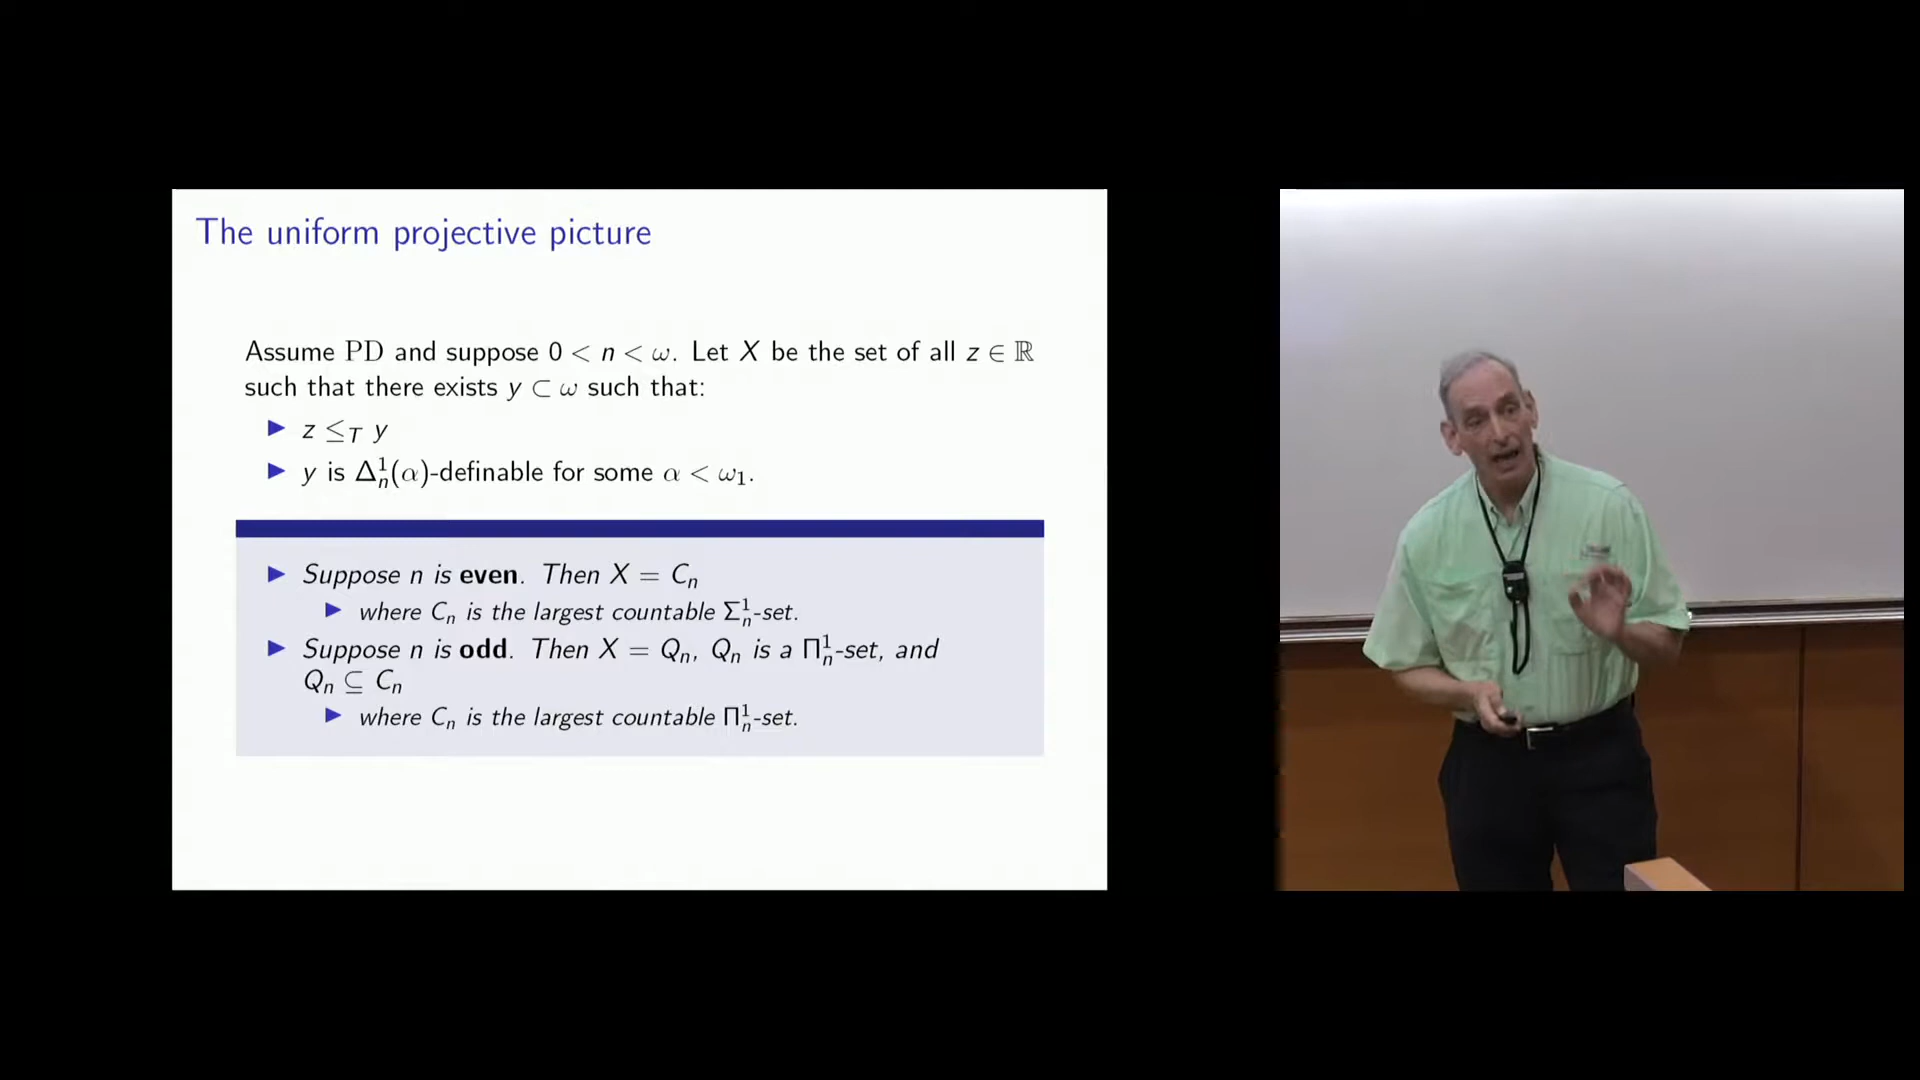 The uniform projective picture
Assume PD and suppose 0 < n < ω. Let X be the set of all z ∈ ℝ
such that there exists y ⊂ ω such that:
▶ z ≤_T y
▶ y is Δ^1_n(α)-definable for some α < ω_1.
▶ Suppose n is even. Then X = C_n
▶ where C_n is the largest countable Σ^1_n-set.
▶ Suppose n is odd. Then X = Q_n, Q_n is a Π^1_n-set, and
Q_n ⊆ C_n
▶ where C_n is the largest countable Π^1_n-set.